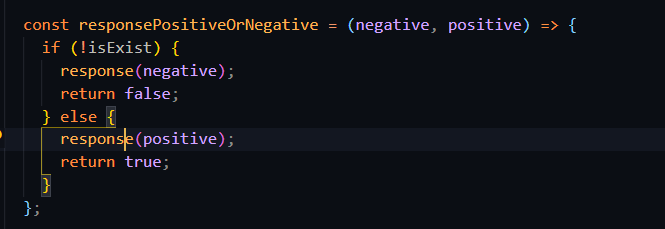 const responsePositiveOrNegative = (negative, positive) => {
  if (!isExist) {
    response(negative);
    return false;
  } else {
    response(positive);
    return true;
  }
};